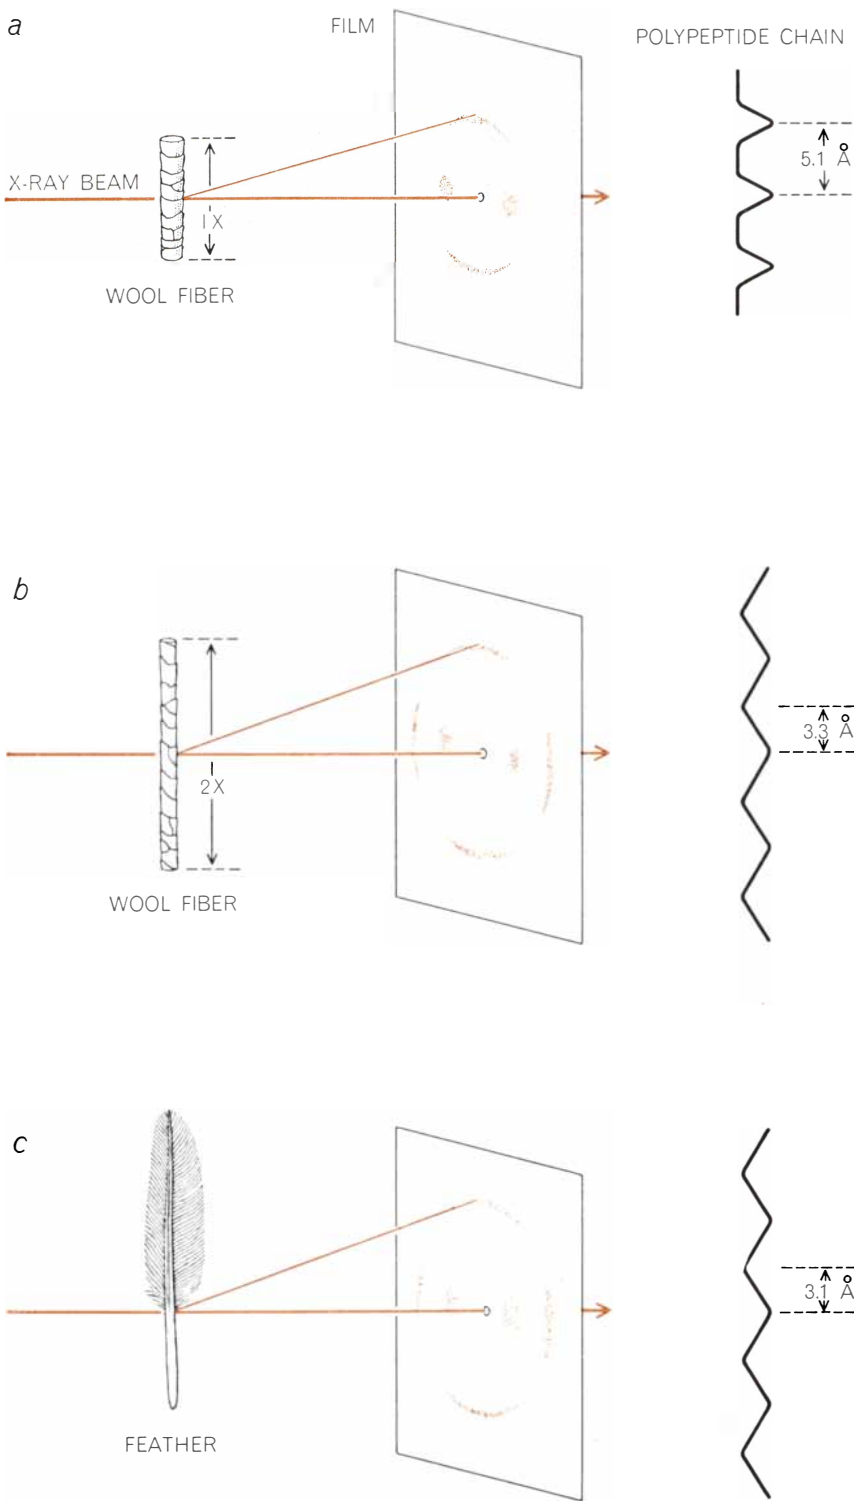 a
FILM
POLYPEPTIDE CHAIN
X-RAY BEAM
1X
5.1 Å
WOOL FIBER
b
2X
3.3 Å
WOOL FIBER
c
3.1 Å
FEATHER